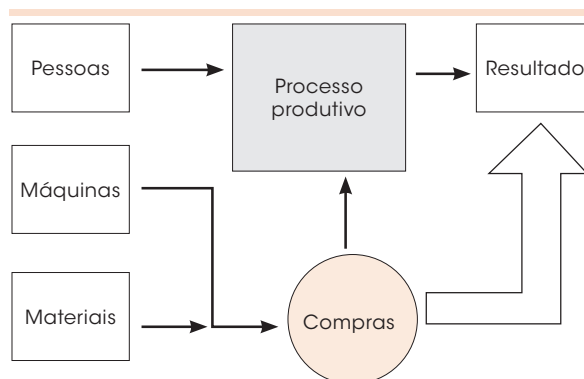 Pessoas
Processo
produtivo
Resultado
Máquinas
Materiais
Compras